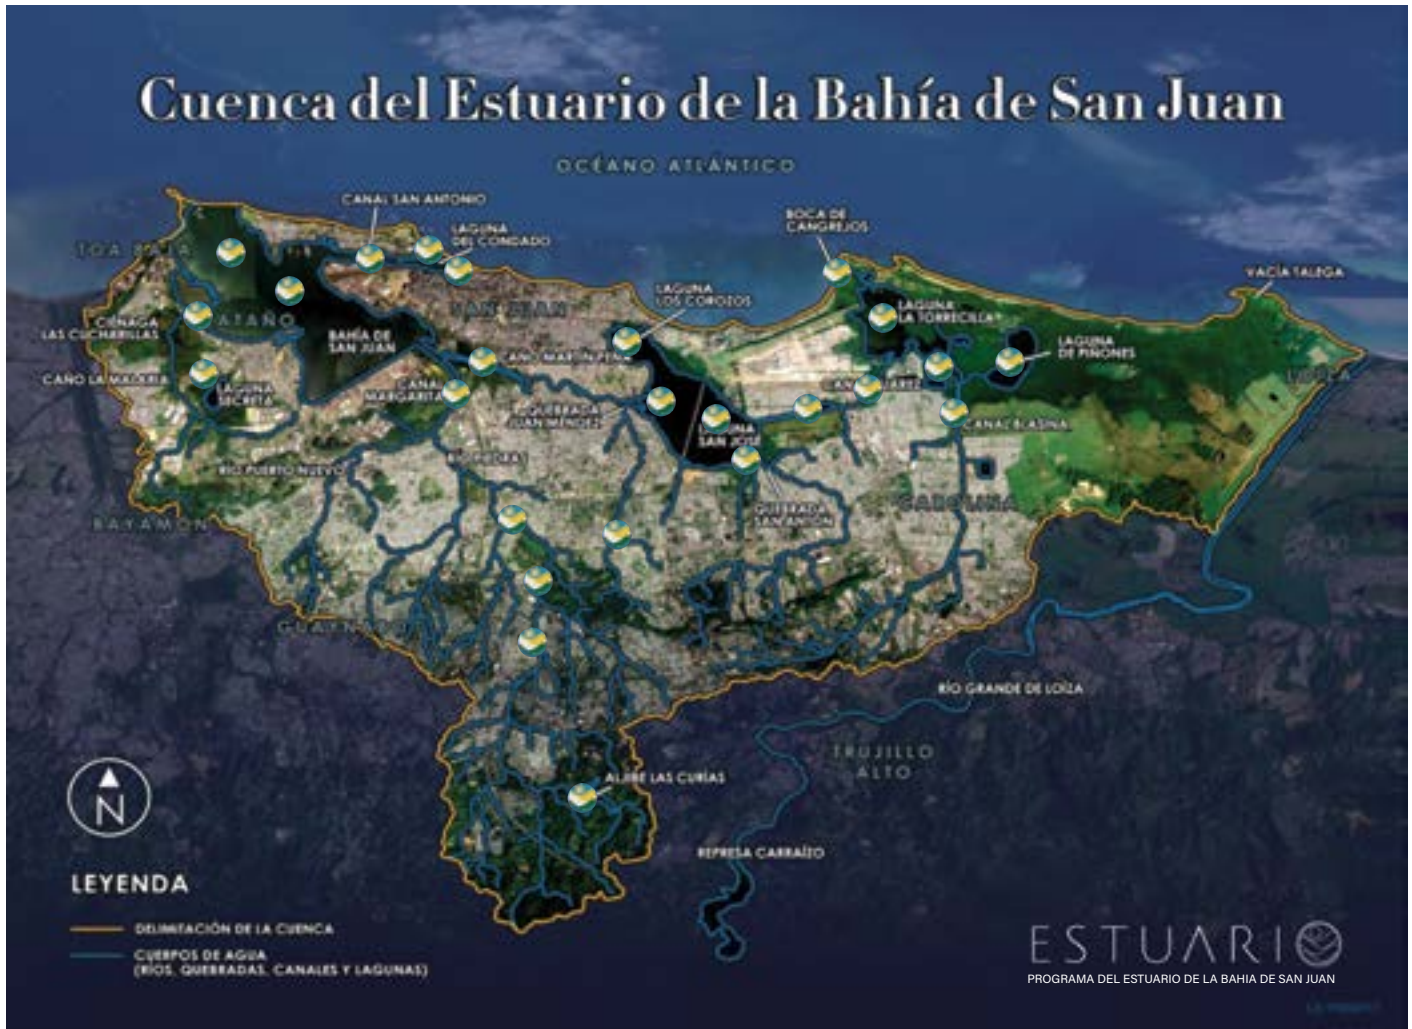 Cuenca del Estuario de la Bahía de San Juan
OCÉANO ATLÁNTICO
CANAL SAN ANTONIO
LAGUNA
DEL CONDADO
BOCA DE
CANGREJOS
VACÍA TALEGA
TOA
LAGUNA
LOS COROZOS
SAN JUAN
LAGUNA
LA TORRECILLA
CIÉNAGA
LAS CUCHARILLAS
CATAÑO
BAHÍA DE
SAN JUAN
LAGUNA
DE PIÑONES
CAÑO MARTÍN PEÑA
CAÑO LA MALARIA
LAGUNA
SECRETA
CANAL
MARGARITA
CANAL SUÁREZ
LOÍZA
QUEBRADA
JUAN MÉNDEZ
LAGUNA
SAN JOSÉ
CANAL BLASINA
RÍO PUERTO NUEVO
RÍO PIEDRAS
QUEBRADA
SAN ANTÓN
CAROLINA
BAYAMÓN
GUAYNABO
RÍO GRANDE DE LOÍZA
TRUJILLO
ALTO
ALJIBE LAS CURÍAS
REPRESA CARRAÍZO
N
LEYENDA
DELIMITACIÓN DE LA CUENCA
CUERPOS DE AGUA
(RÍOS, QUEBRADAS, CANALES Y LAGUNAS)
ESTUARIO
PROGRAMA DEL ESTUARIO DE LA BAHIA DE SAN JUAN